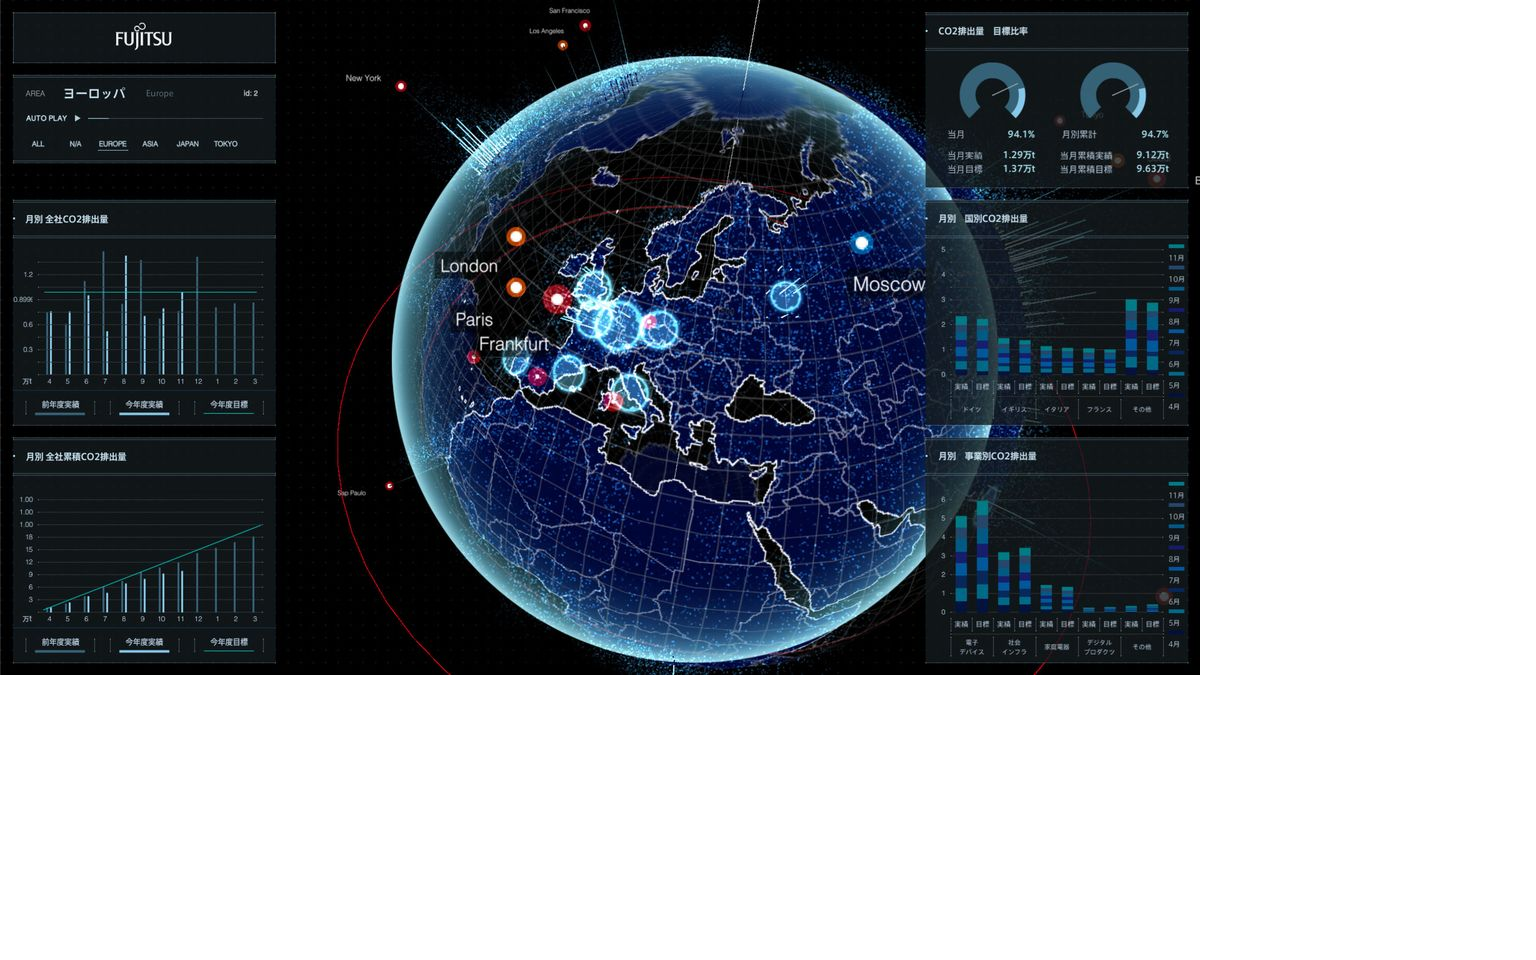 FUJITSU
AREA ヨーロッパ Europe id: 2
AUTO PLAY
ALL N/A EUROPE ASIA JAPAN TOKYO
月別 全社CO2排出量
1.2
0.6
0.3
万t 4 5 6 7 8 9 10 11 12 1 2 3
前年度実績 今年度実績 今年度目標
月別 全社累積CO2排出量
1.00
1.00
1.00
18
15
12
9
6
3
万t 4 5 6 7 8 9 10 11 12 1 2 3
前年度実績 今年度実績 今年度目標
San Francisco
Los Angeles
New York
London
Paris
Frankfurt
Moscow
Sao Paulo
CO2排出量 目標比率
当月 94.1% 月別累計 94.7%
当月実績 1.29万t 当月累積実績 9.12万t
当月目標 1.37万t 当月累積目標 9.63万t
月別 国別CO2排出量
5
4
3
2
1
0
実績 目標 実績 目標 実績 目標 実績 目標 実績 目標
ドイツ イギリス イタリア フランス その他
11月
10月
9月
8月
7月
6月
5月
4月
月別 事業別CO2排出量
6
5
4
3
2
1
0
実績 目標 実績 目標 実績 目標 実績 目標 実績 目標
電子デバイス 社会インフラ 家庭電器 デジタルプロダクツ その他
11月
10月
9月
8月
7月
6月
5月
4月